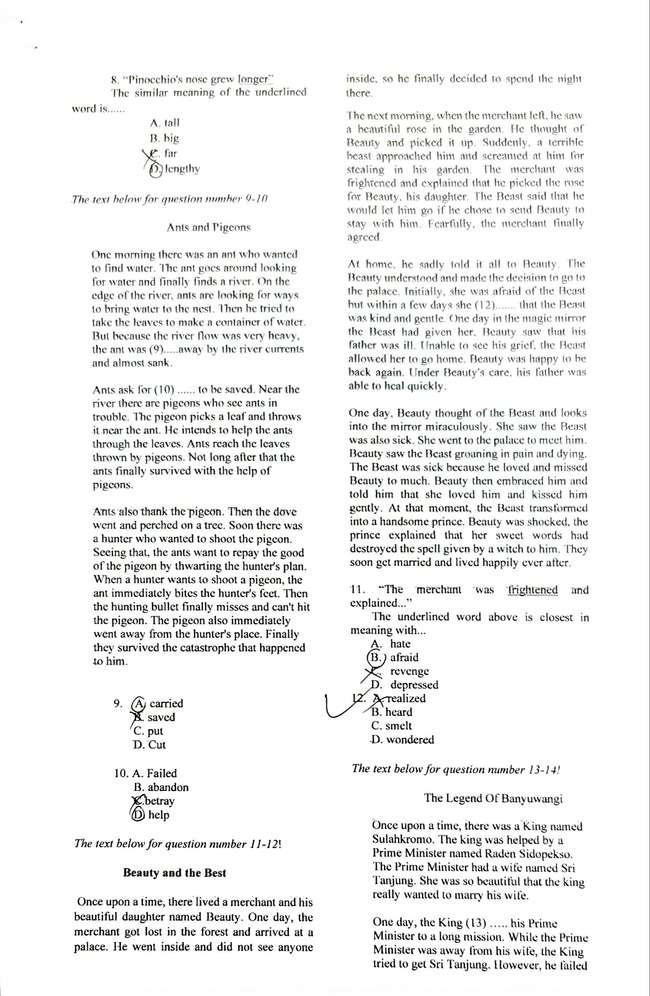 8. "Pinocchio's nose grew longer"
The similar meaning of the underlined
word is......
A. tall
B. big
C. far
D. lengthy
The text below for question number 9-10
Ants and Pigeons
One morning there was an ant who wanted
to find water. The ant goes around looking
for water and finally finds a river. On the
edge of the river, ants are looking for ways
to bring water to the nest. Then he tried to
take the leaves to make a container of water.
But because the river flow was very heavy,
the ant was (9).....away by the river currents
and almost sank.
Ants ask for (10) ...... to be saved. Near the
river there are pigeons who see ants in
trouble. The pigeon picks a leaf and throws
it near the ant. He intends to help the ants
through the leaves. Ants reach the leaves
thrown by pigeons. Not long after that the
ants finally survived with the help of
pigeons.
Ants also thank the pigeon. Then the dove
went and perched on a tree. Soon there was
a hunter who wanted to shoot the pigeon.
Seeing that, the ants want to repay the good
of the pigeon by thwarting the hunter's plan.
When a hunter wants to shoot a pigeon, the
ant immediately bites the hunter's feet. Then
the hunting bullet finally misses and can't hit
the pigeon. The pigeon also immediately
went away from the hunter's place. Finally
they survived the catastrophe that happened
to him.
9. A. carried
B. saved
C. put
D. Cut
10. A. Failed
B. abandon
C. betray
D. help
The text below for question number 11-12!
Beauty and the Best
Once upon a time, there lived a merchant and his
beautiful daughter named Beauty. One day, the
merchant got lost in the forest and arrived at a
palace. He went inside and did not see anyone
inside, so he finally decided to spend the night
there.
The next morning, when the merchant left, he saw
a beautiful rose in the garden. He thought of
Beauty and picked it up. Suddenly, a terrible
beast approached him and screamed at him for
stealing in his garden. The merchant was
frightened and explained that he picked the rose
for Beauty, his daughter. The Beast said that he
would let him go if he chose to send Beauty to
stay with him. Fearfully, the merchant finally
agreed.
At home, he sadly told it all to Beauty. The
Beauty understood and made the decision to go to
the palace. Initially, she was afraid of the Beast
but within a few days she (12)...... that the Beast
was kind and gentle. One day in the magic mirror
the Beast had given her, Beauty saw that his
father was ill. Unable to see his grief, the Beast
allowed her to go home. Beauty was happy to be
back again. Under Beauty's care, his father was
able to heal quickly.
One day, Beauty thought of the Beast and looks
into the mirror miraculously. She saw the Beast
was also sick. She went to the palace to meet him.
Beauty saw the Beast groaning in pain and dying.
The Beast was sick because he loved and missed
Beauty to much. Beauty then embraced him and
told him that she loved him and kissed him
gently. At that moment, the Beast transformed
into a handsome prince. Beauty was shocked, the
prince explained that her sweet words had
destroyed the spell given by a witch to him. They
soon get married and lived happily ever after.
11. "The merchant was frightened and
explained..."
The underlined word above is closest in
meaning with...
A. hate
B. afraid
C. revenge
D. depressed
12. A. realized
B. heard
C. smelt
D. wondered
The text below for question number 13-14!
The Legend Of Banyuwangi
Once upon a time, there was a King named
Sulahkromo. The king was helped by a
Prime Minister named Raden Sidopekso.
The Prime Minister had a wife named Sri
Tanjung. She was so beautiful that the king
really wanted to marry his wife.
One day, the King (13) ..... his Prime
Minister to a long mission. While the Prime
Minister was away from his wife, the King
tried to get Sri Tanjung. However, he failed